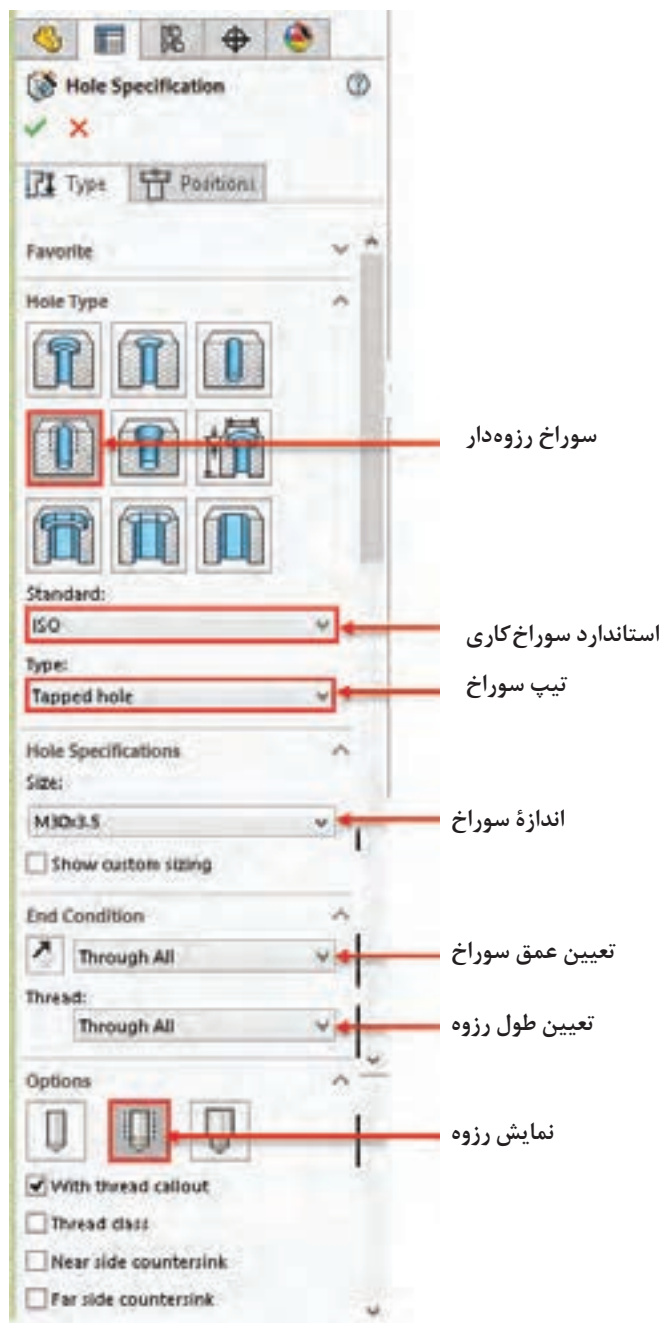 Hole Specification
Type
Positions
Favorite
Hole Type
سوراخ رزوه‌دار
Standard:
ISO
استاندارد سوراخ‌کاری
Type:
Tapped hole
تیپ سوراخ
Hole Specifications
Size:
M30x3.5
اندازهٔ سوراخ
Show custom sizing
End Condition
Through All
تعیین عمق سوراخ
Thread:
Through All
تعیین طول رزوه
Options
نمایش رزوه
With thread callout
Thread class
Near side countersink
Far side countersink